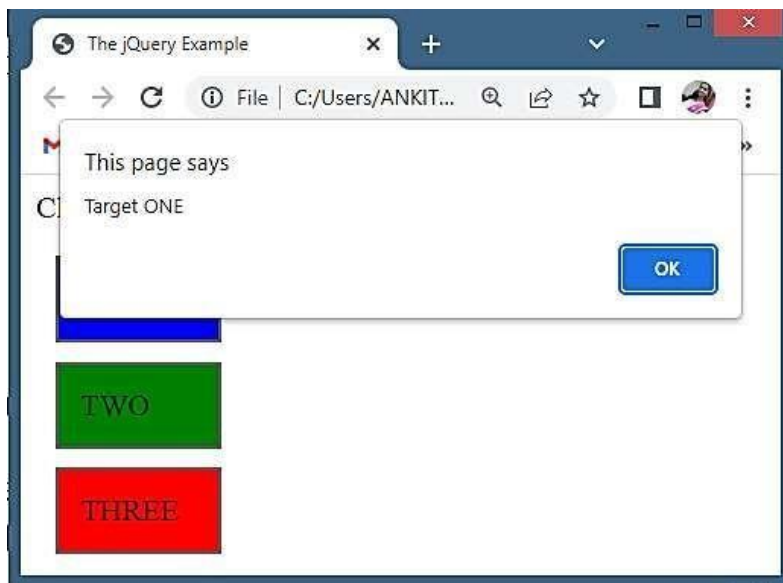 The jQuery Example
File | C:/Users/ANKIT...
This page says
Target ONE
OK
TWO
THREE